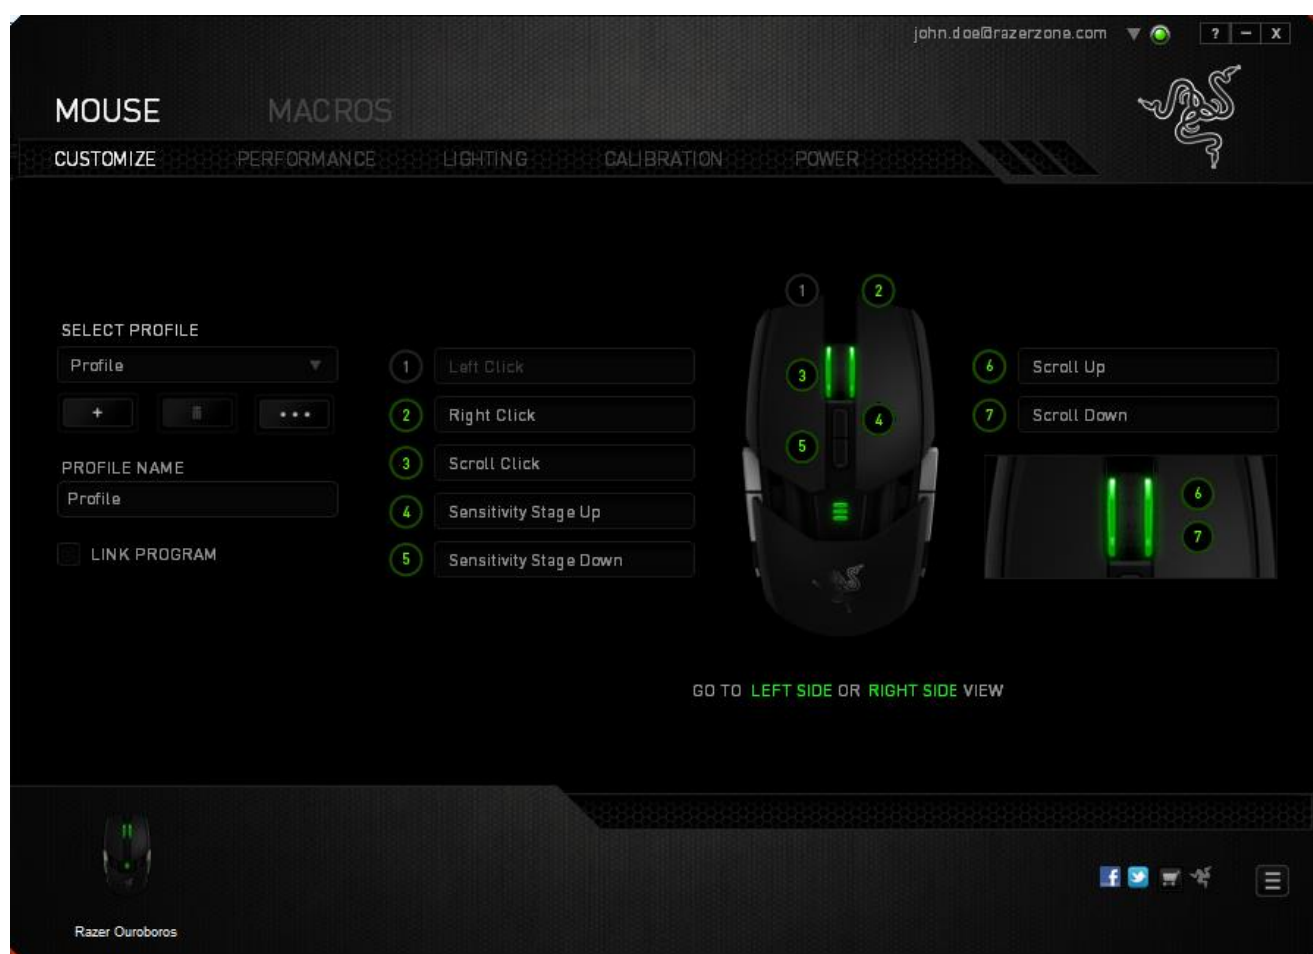 john.doe@razerzone.com
? – X
MOUSE MACROS
CUSTOMIZE PERFORMANCE LIGHTING CALIBRATION POWER
1 2
SELECT PROFILE
Profile
1 Left Click
3
6 Scroll Up
+ •••
2 Right Click
4
7 Scroll Down
5
PROFILE NAME
3 Scroll Click
Profile
4 Sensitivity Stage Up
6
7
LINK PROGRAM
5 Sensitivity Stage Down
GO TO LEFT SIDE OR RIGHT SIDE VIEW
Razer Ouroboros